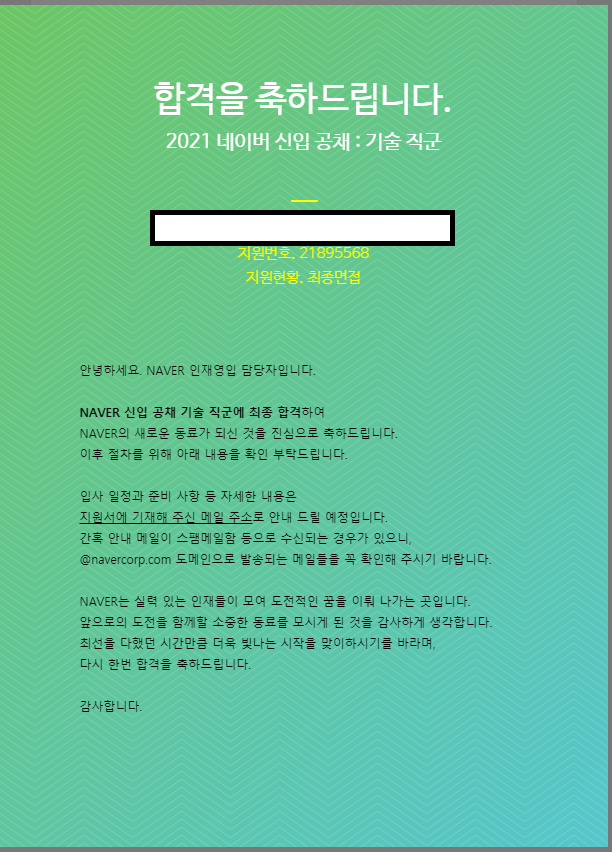 합격을 축하드립니다.
2021 네이버 신입 공채 : 기술 직군
지원번호. 21895568
지원현황. 최종면접
안녕하세요. NAVER 인재영입 담당자입니다.
NAVER 신입 공채 기술 직군에 최종 합격하여
NAVER의 새로운 동료가 되신 것을 진심으로 축하드립니다.
이후 절차를 위해 아래 내용을 확인 부탁드립니다.
입사 일정과 준비 사항 등 자세한 내용은
지원서에 기재해 주신 메일 주소로 안내 드릴 예정입니다.
간혹 안내 메일이 스팸메일함 등으로 수신되는 경우가 있으니,
@navercorp.com 도메인으로 발송되는 메일들을 꼭 확인해 주시기 바랍니다.
NAVER는 실력 있는 인재들이 모여 도전적인 꿈을 이뤄 나가는 곳입니다.
앞으로의 도전을 함께할 소중한 동료를 모시게 된 것을 감사하게 생각합니다.
최선을 다했던 시간만큼 더욱 빛나는 시작을 맞이하시기를 바라며,
다시 한번 합격을 축하드립니다.
감사합니다.